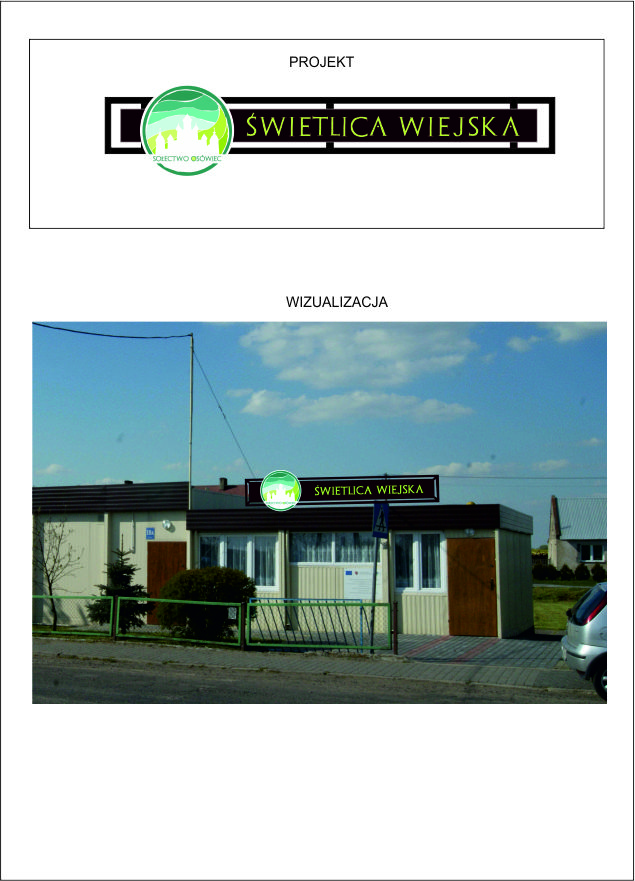 PROJEKT
ŚWIETLICA WIEJSKA
SOŁECTWO OSÓWIEC
WIZUALIZACJA
ŚWIETLICA WIEJSKA